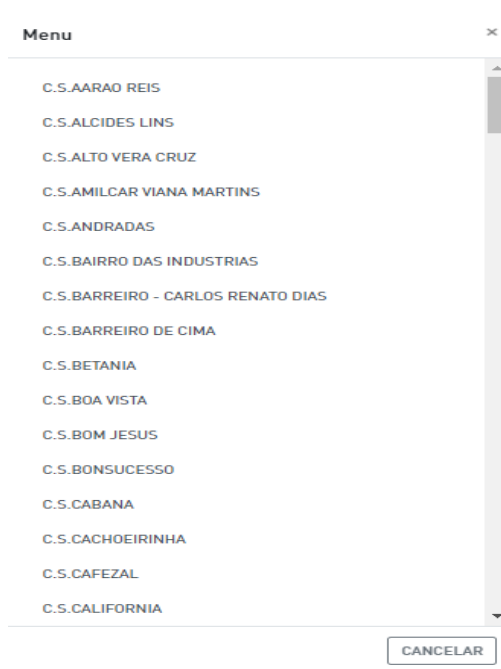 Menu ×
C.S.AARAO REIS
C.S.ALCIDES LINS
C.S.ALTO VERA CRUZ
C.S.AMILCAR VIANA MARTINS
C.S.ANDRADAS
C.S.BAIRRO DAS INDUSTRIAS
C.S.BARREIRO - CARLOS RENATO DIAS
C.S.BARREIRO DE CIMA
C.S.BETANIA
C.S.BOA VISTA
C.S.BOM JESUS
C.S.BONSUCESSO
C.S.CABANA
C.S.CACHOEIRINHA
C.S.CAFEZAL
C.S.CALIFORNIA
CANCELAR